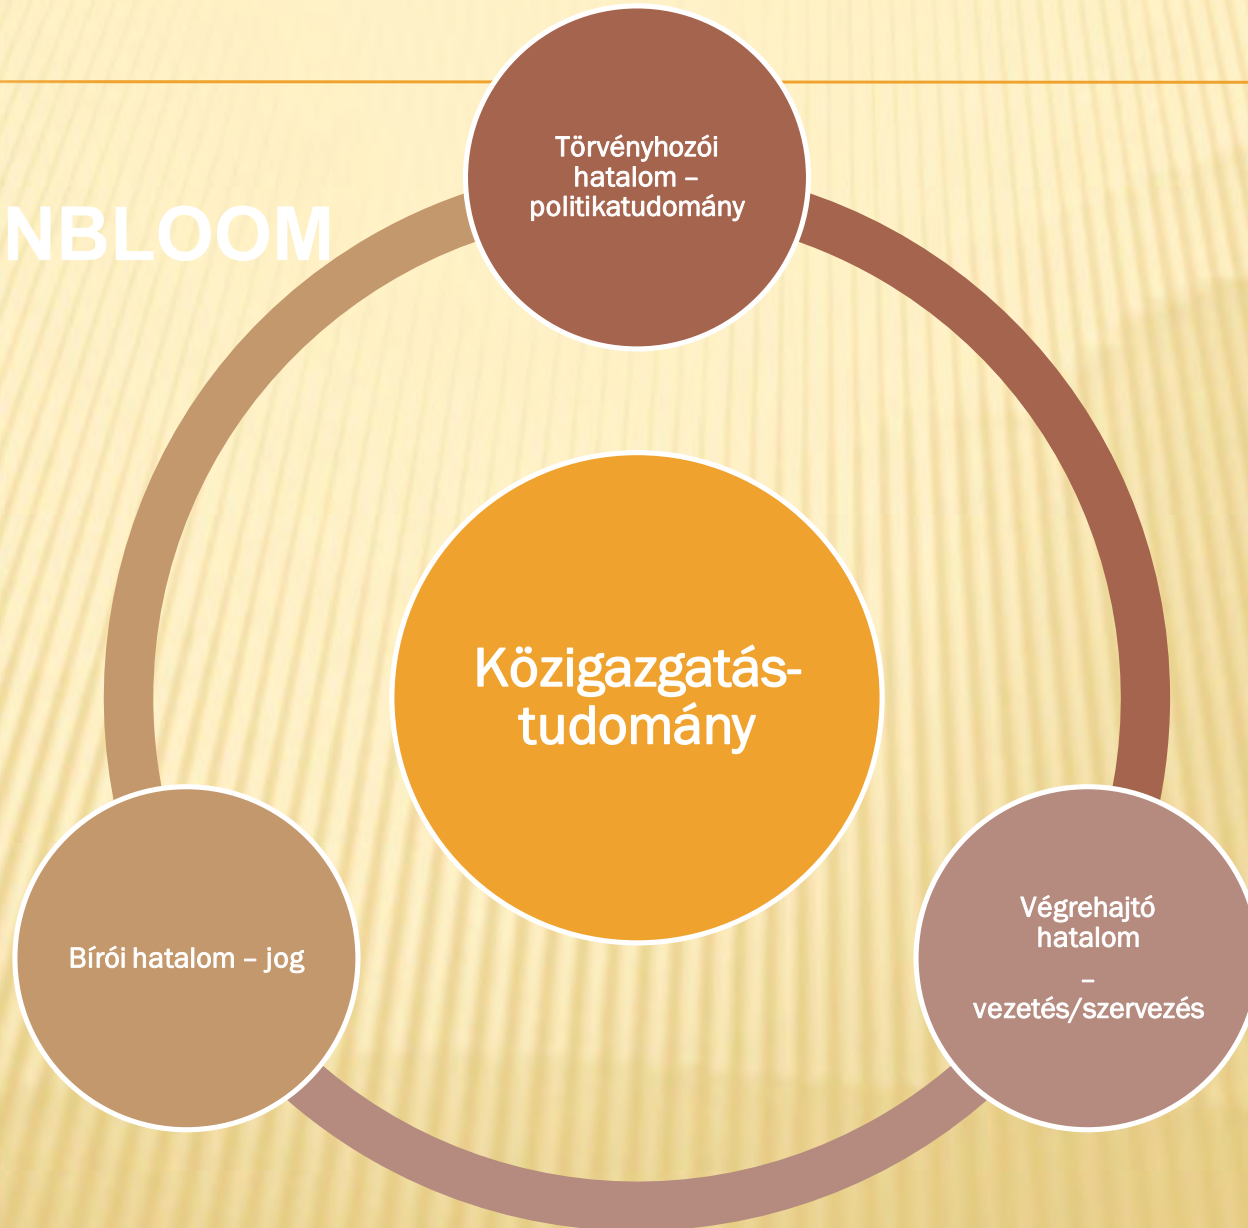 Törvényhozói
hatalom –
politikatudomány
NBLOOM
Közigazgatás-
tudomány
Végrehajtó
hatalom
–
vezetés/szervezés
Bírói hatalom – jog